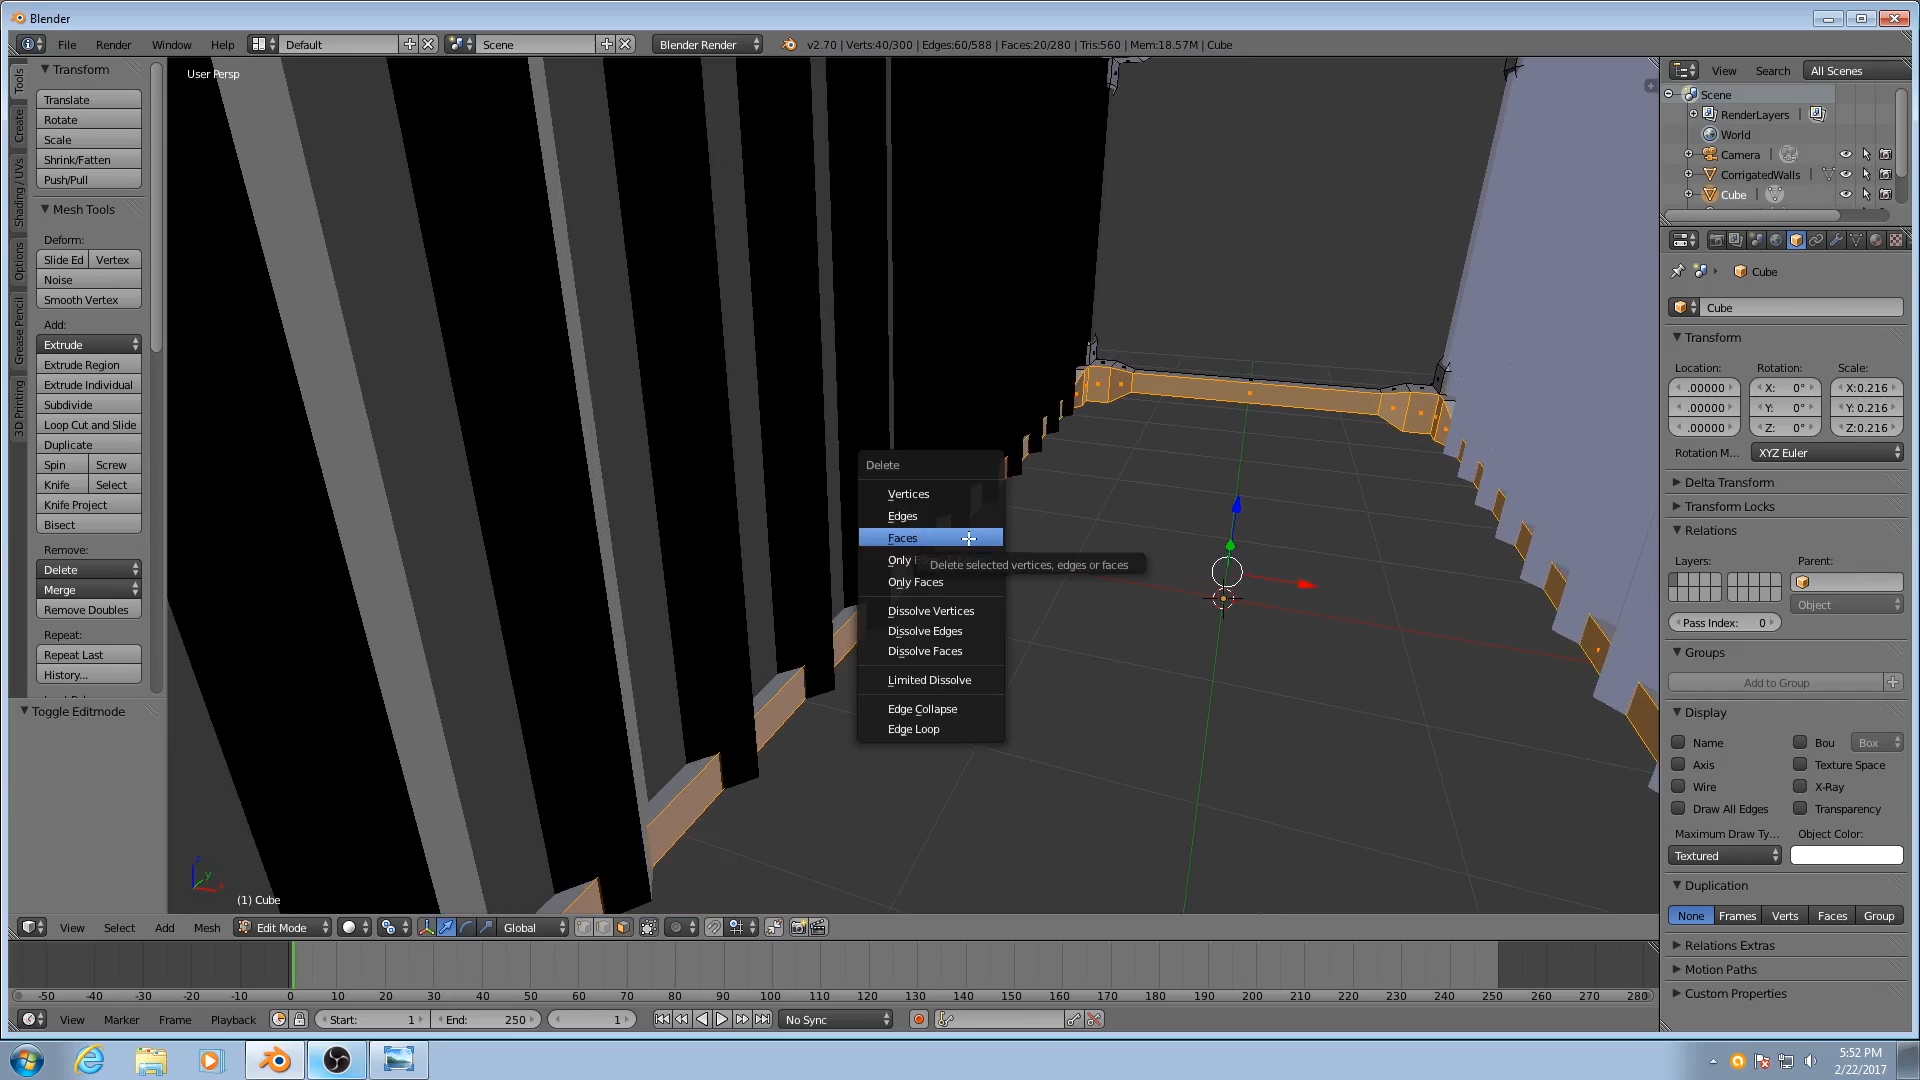 Blender
File Render Window Help Default Scene Blender Render v2.70 | Verts:40/300 | Edges:60/588 | Faces:20/280 | Tris:560 | Mem:18.57M | Cube
Tools
Create
Shading / UVs
Options
Grease Pencil
3D Printing
Transform
Translate
Rotate
Scale
Shrink/Fatten
Push/Pull
Mesh Tools
Deform:
Slide Ed Vertex
Noise
Smooth Vertex
Add:
Extrude
Extrude Region
Extrude Individual
Subdivide
Loop Cut and Slide
Duplicate
Spin Screw
Knife Select
Knife Project
Bisect
Remove:
Delete
Merge
Remove Doubles
Repeat:
Repeat Last
History...
Toggle Editmode
User Persp
Delete
Vertices
Edges
Faces
Only
Delete selected vertices, edges or faces
Only Faces
Dissolve Vertices
Dissolve Edges
Dissolve Faces
Limited Dissolve
Edge Collapse
Edge Loop
z
y
x
(1) Cube
View Search All Scenes
Scene
RenderLayers |
World
Camera |
CorrigatedWalls |
Cube |
Cube
Cube
Transform
Location: Rotation: Scale:
.00000 X: 0° X:0.216
.00000 Y: 0° Y: 0.216
.00000 Z: 0° Z:0.216
Rotation M... XYZ Euler
Delta Transform
Transform Locks
Relations
Layers: Parent:
Object
Pass Index: 0
Groups
Add to Group
Display
Name Bou Box
Axis Texture Space
Wire X-Ray
Draw All Edges Transparency
Maximum Draw Ty... Object Color:
Textured
Duplication
None Frames Verts Faces Group
Relations Extras
Motion Paths
Custom Properties
View Select Add Mesh Edit Mode Global
-50 -40 -30 -20 -10 0 10 20 30 40 50 60 70 80 90 100 110 120 130 140 150 160 170 180 190 200 210 220 230 240 250 260 270 280
View Marker Frame Playback Start: 1 End: 250 1 No Sync
5:52 PM
2/22/2017